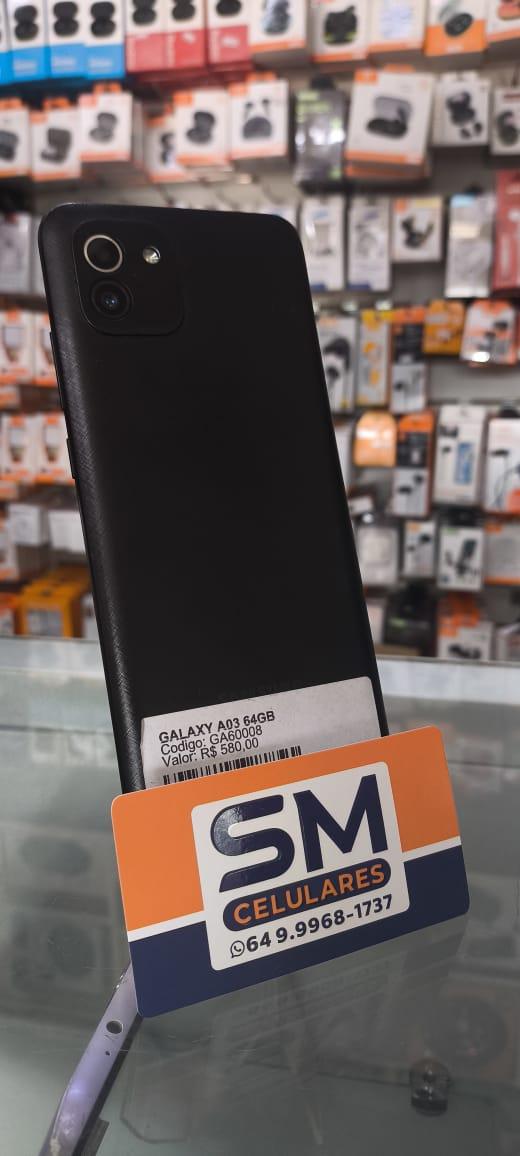 GALAXY A03 64GB
Codigo: GA60008
Valor: R$ 580,00
SM
CELULARES
64 9.9968-1737